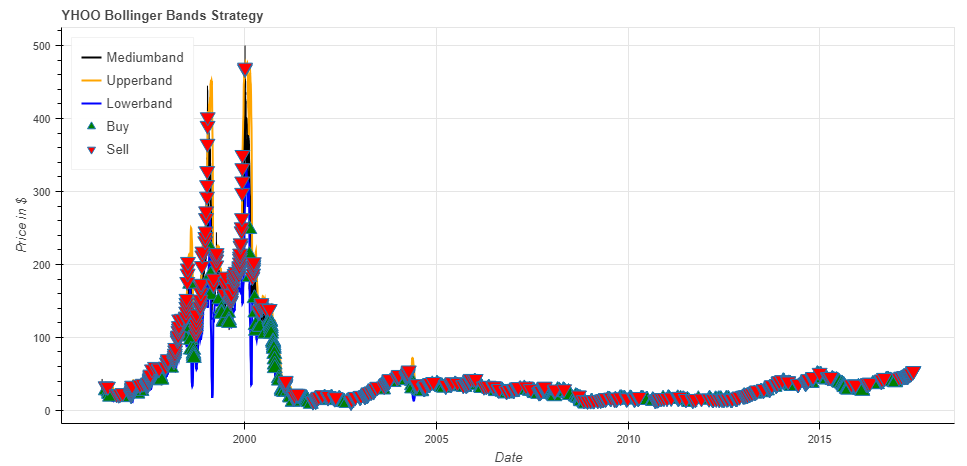 YHOO Bollinger Bands Strategy
Mediumband
Upperband
Lowerband
Buy
Sell
500
400
300
200
100
0
Price in $
2000
2005
2010
2015
Date